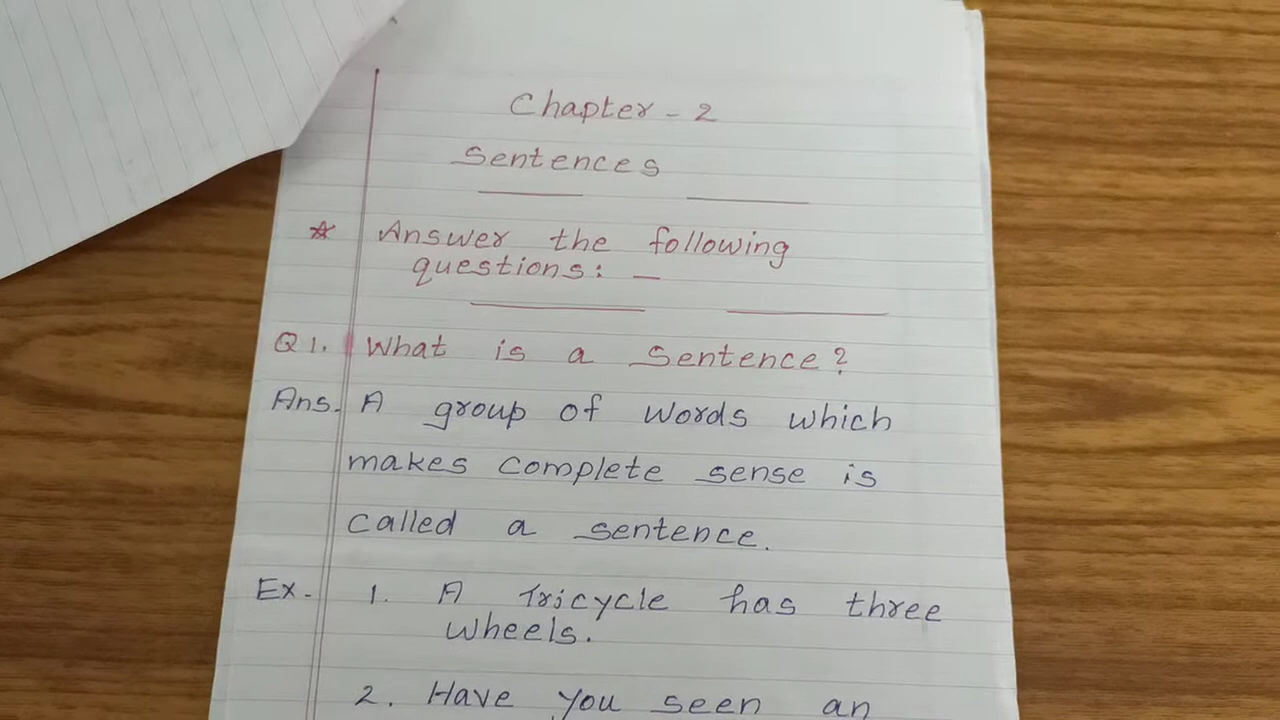 Chapter - 2
Sentences
☆ Answer the following
questions: —
Q1. What is a Sentence?
Ans. A group of words which
makes complete sense is
called a sentence.
Ex- 1. A Tricycle has three
wheels.
2. Have you seen an